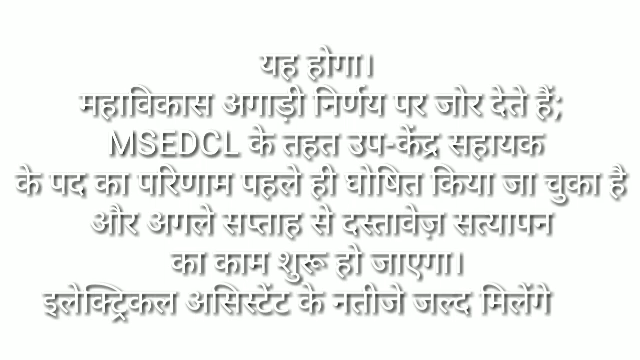 यह होगा।
महाविकास अगाड़ी निर्णय पर जोर देते हैं;
MSEDCL के तहत उप-केंद्र सहायक
के पद का परिणाम पहले ही घोषित किया जा चुका है
और अगले सप्ताह से दस्तावेज़ सत्यापन
का काम शुरू हो जाएगा।
इलेक्ट्रिकल असिस्टेंट के नतीजे जल्द मिलेंगे